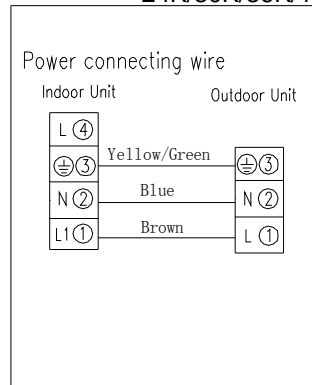 Power connecting wire
Indoor Unit
Outdoor Unit
L ④
⏚ ③ Yellow/Green ⏚ ③
N ② Blue N ②
L1 ① Brown L ①